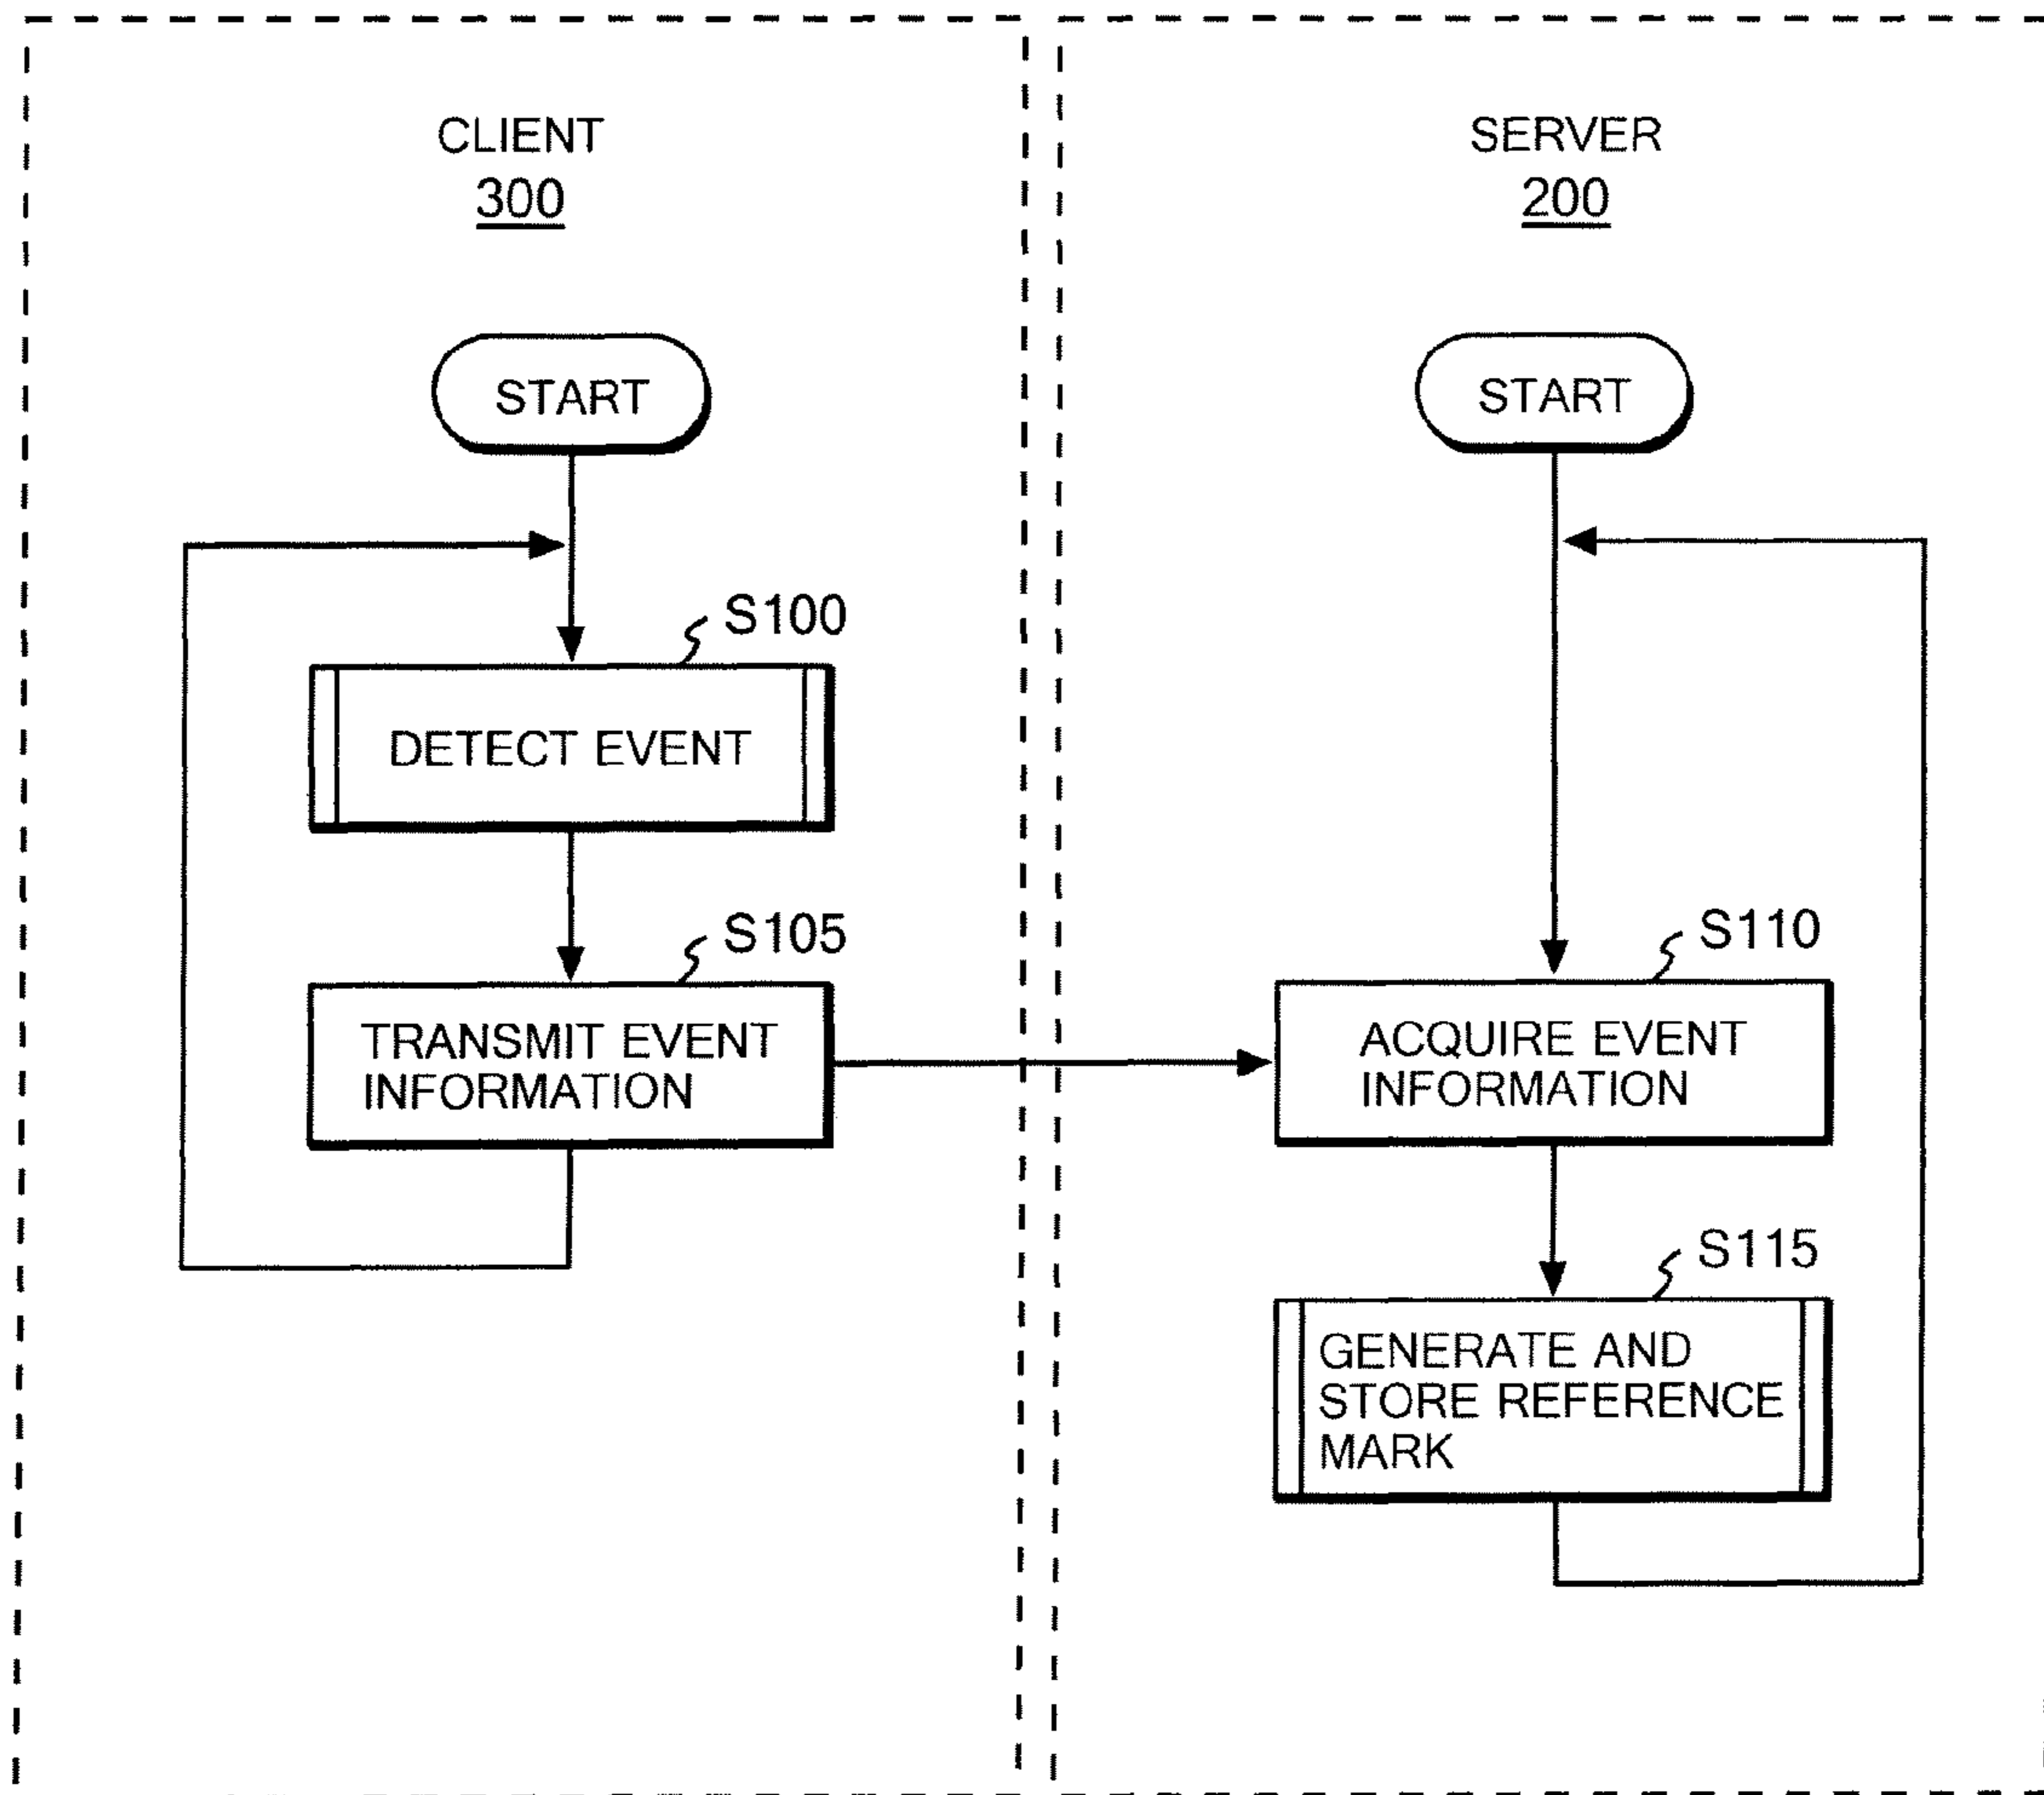 CLIENT
300
START
S100
DETECT EVENT
S105
TRANSMIT EVENT
INFORMATION
SERVER
200
START
S110
ACQUIRE EVENT
INFORMATION
S115
GENERATE AND
STORE REFERENCE
MARK